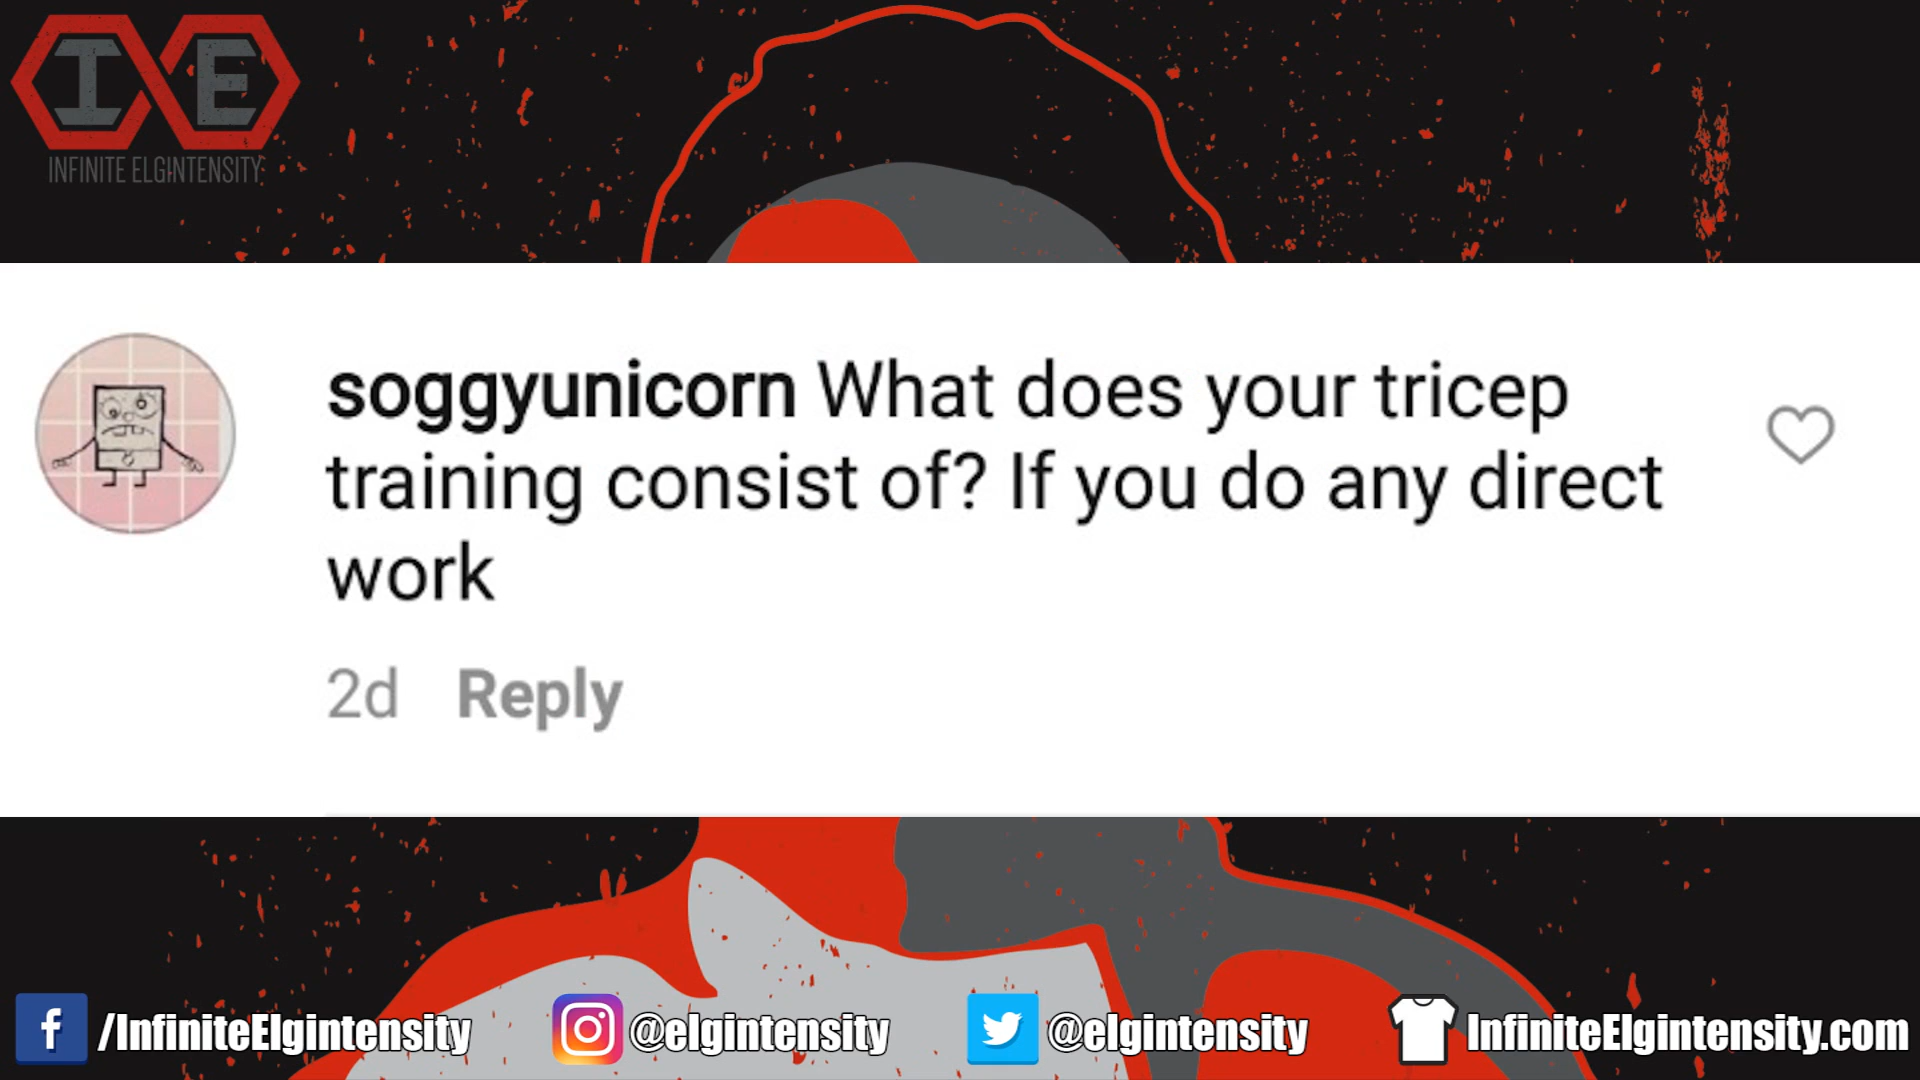 IE
INFINITE ELGINTENSITY
soggyunicorn What does your tricep
training consist of? If you do any direct
work
2d Reply
f /InfiniteElgintensity @elgintensity @elgintensity InfiniteElgintensity.com